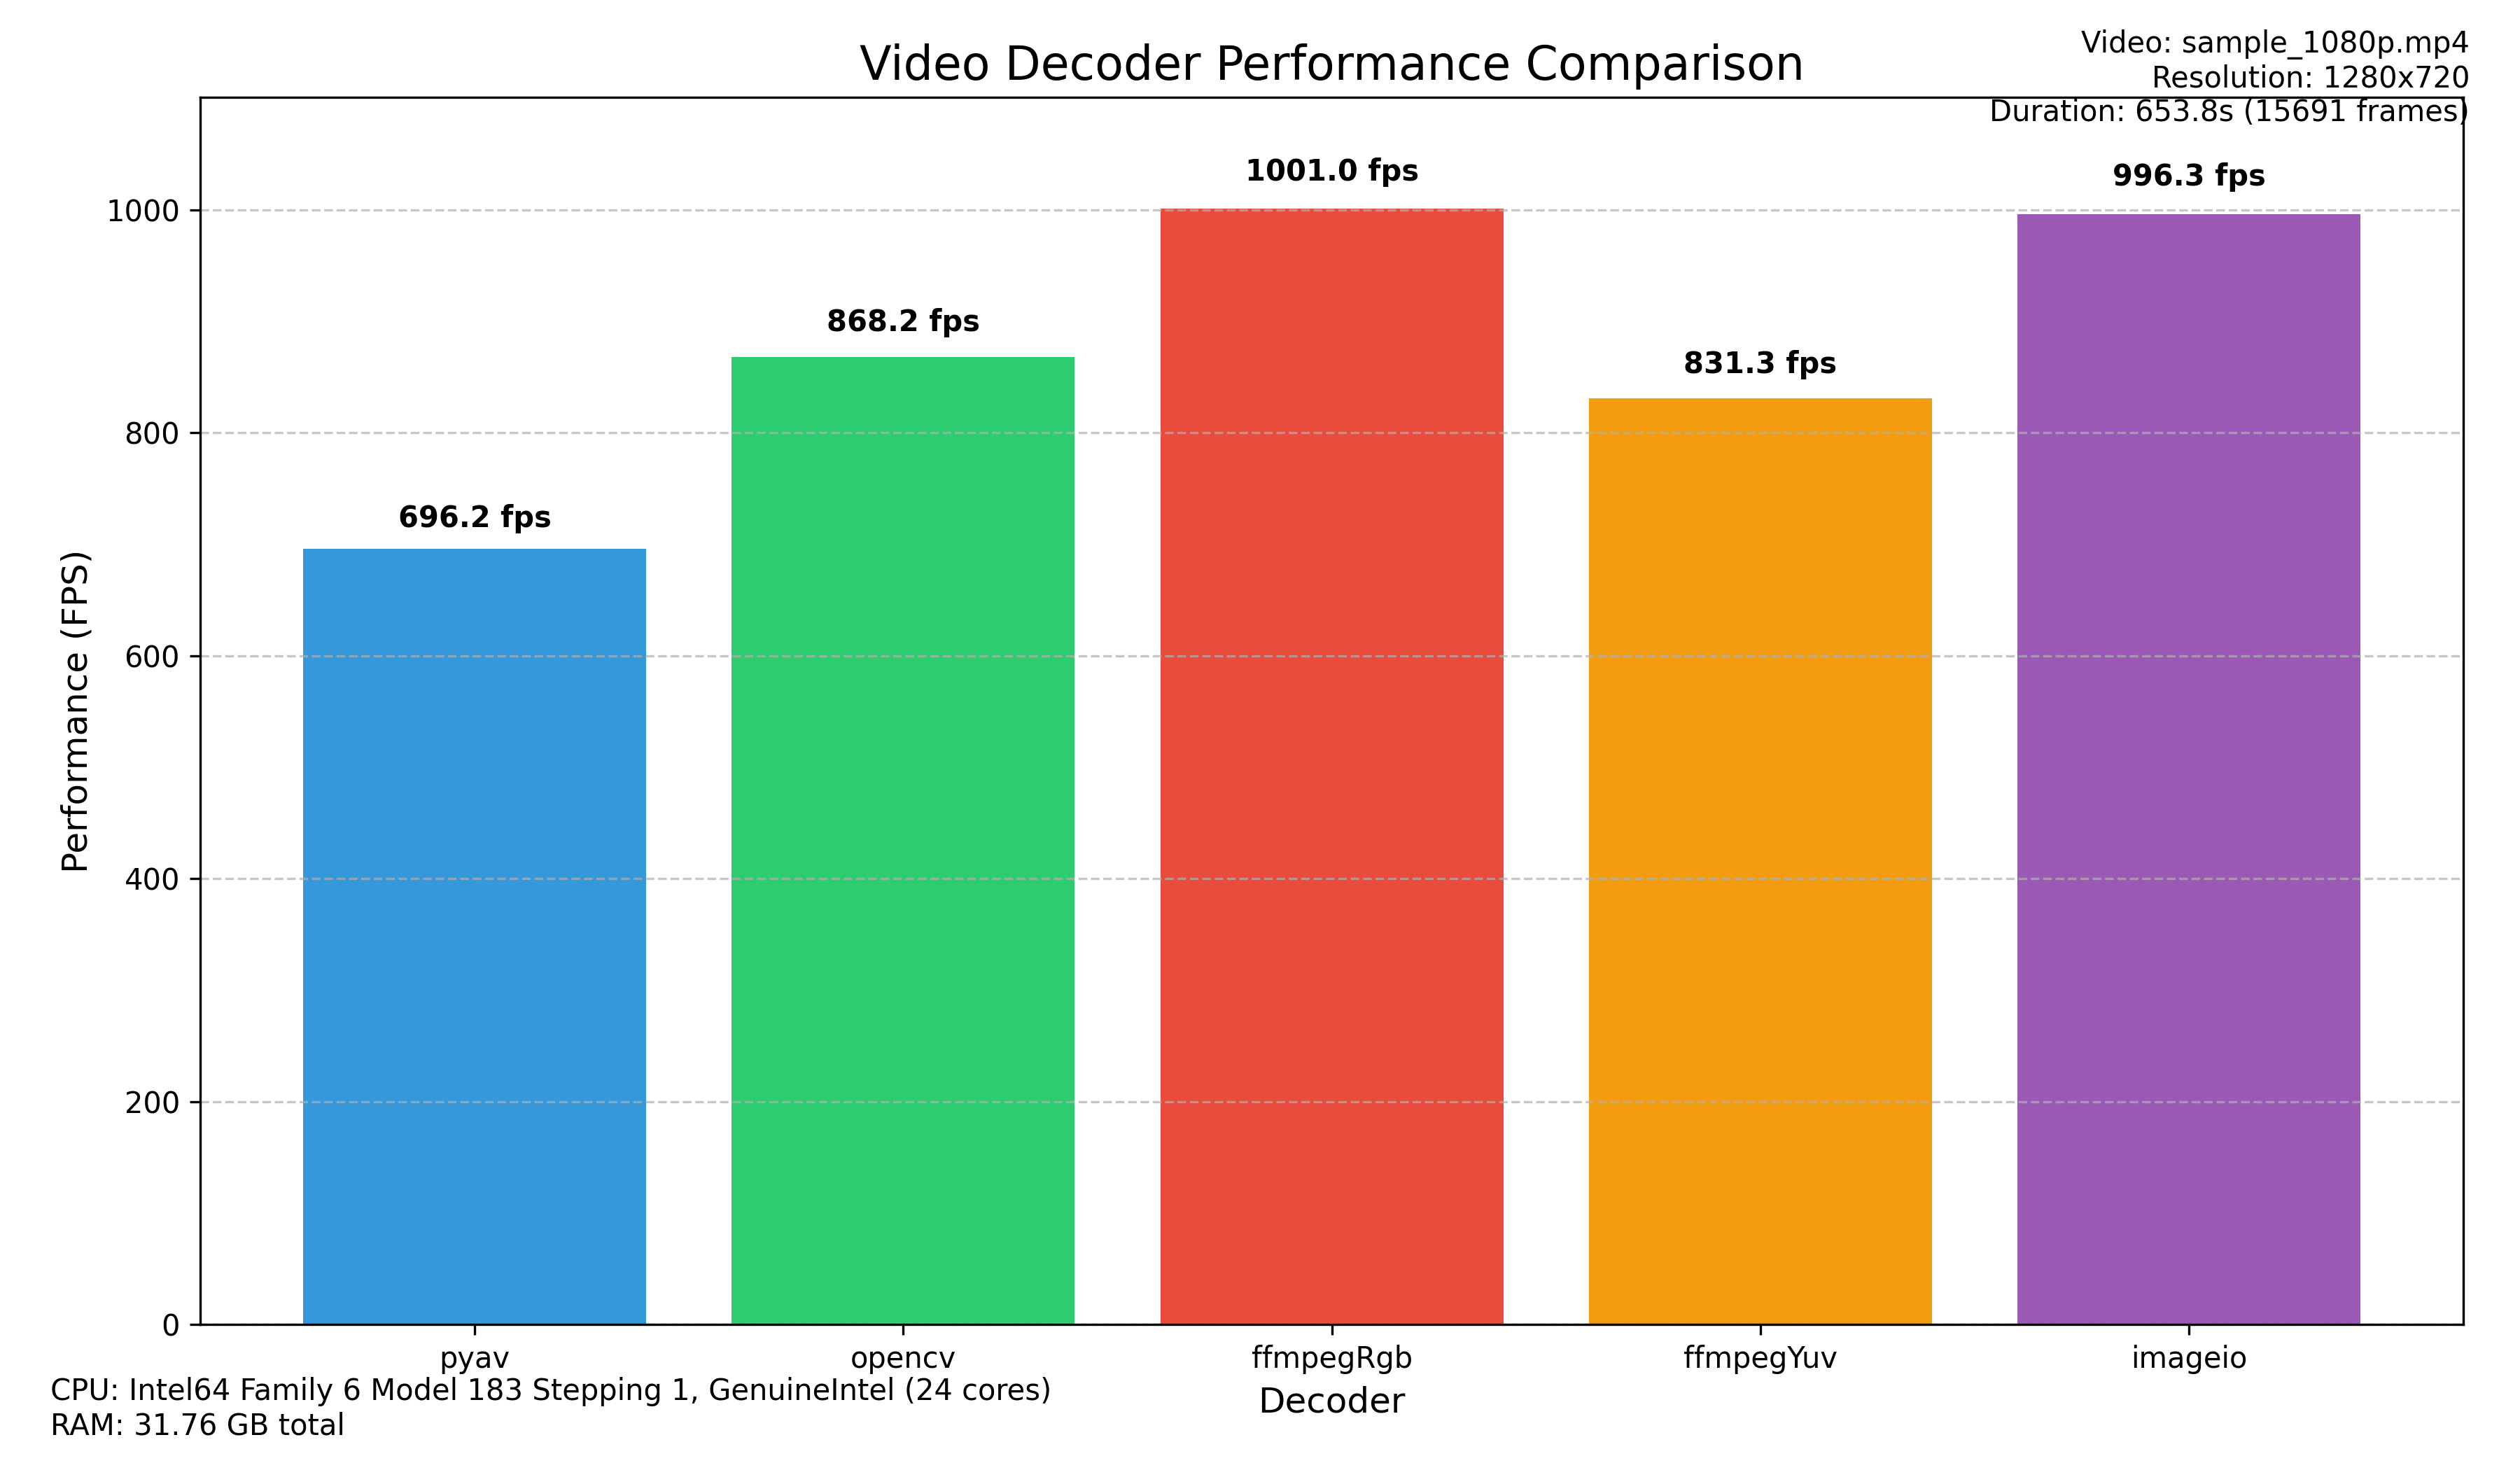 Video Decoder Performance Comparison
Video: sample_1080p.mp4
Resolution: 1280x720
Duration: 653.8s (15691 frames)
Performance (FPS)
1000
800
600
400
200
0
696.2 fps
868.2 fps
1001.0 fps
831.3 fps
996.3 fps
pyav
opencv
ffmpegRgb
ffmpegYuv
imageio
Decoder
CPU: Intel64 Family 6 Model 183 Stepping 1, GenuineIntel (24 cores)
RAM: 31.76 GB total